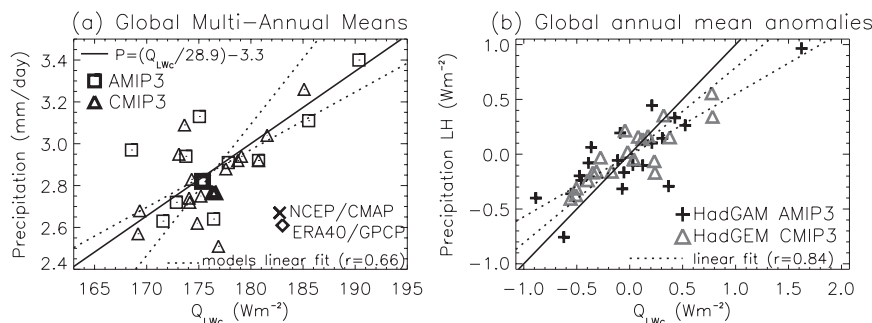 (a) Global Multi-Annual Means
P=(Q_LWc/28.9)−3.3
AMIP3
CMIP3
NCEP/CMAP
ERA40/GPCP
models linear fit (r=0.66)
Precipitation (mm/day)
3.4
3.2
3.0
2.8
2.6
2.4
165 170 175 180 185 190 195
Q_LWc (Wm⁻²)
(b) Global annual mean anomalies
HadGAM AMIP3
HadGEM CMIP3
linear fit (r=0.84)
Precipitation LH (Wm⁻²)
1.0
0.5
0.0
−0.5
−1.0
−1.0 −0.5 0.0 0.5 1.0 1.5 2.0
Q_LWc (Wm⁻²)